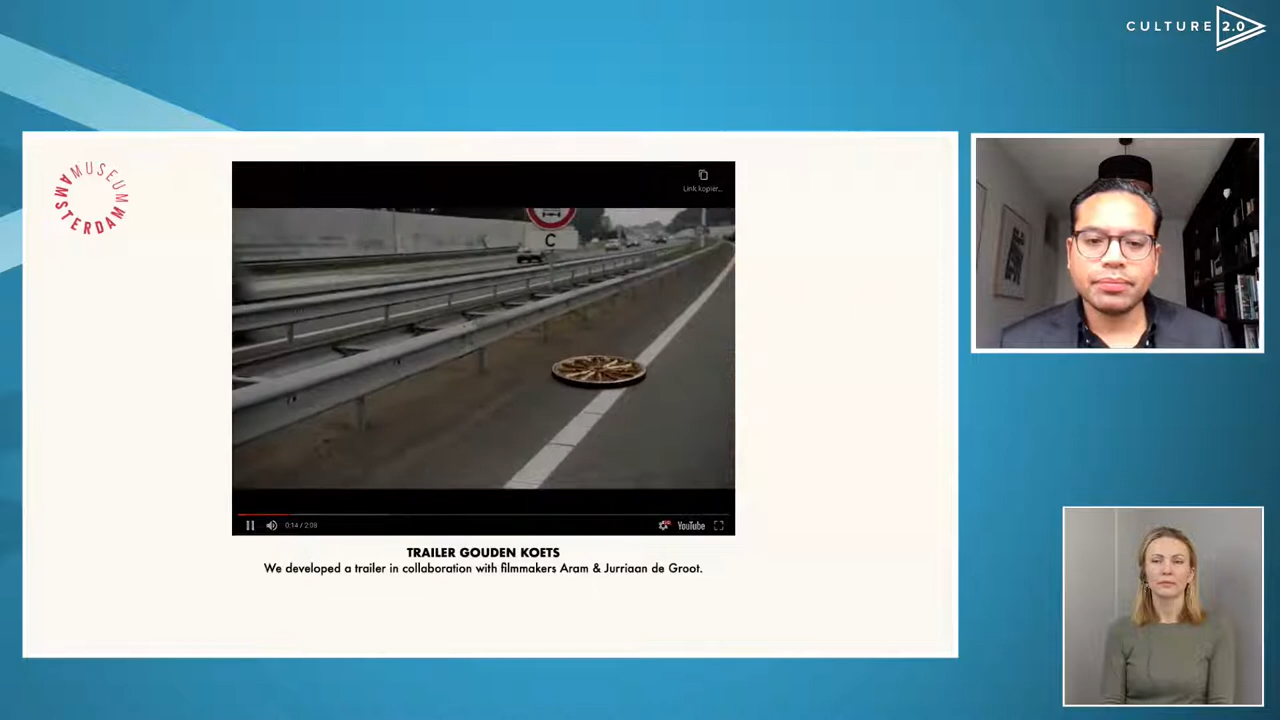 CULTURE 2.0
AMSTERDAM
MUSEUM
Link kopier...
C
0:14 / 2:08
YouTube
TRAILER GOUDEN KOETS
We developed a trailer in collaboration with filmmakers Aram & Jurriaan de Groot.